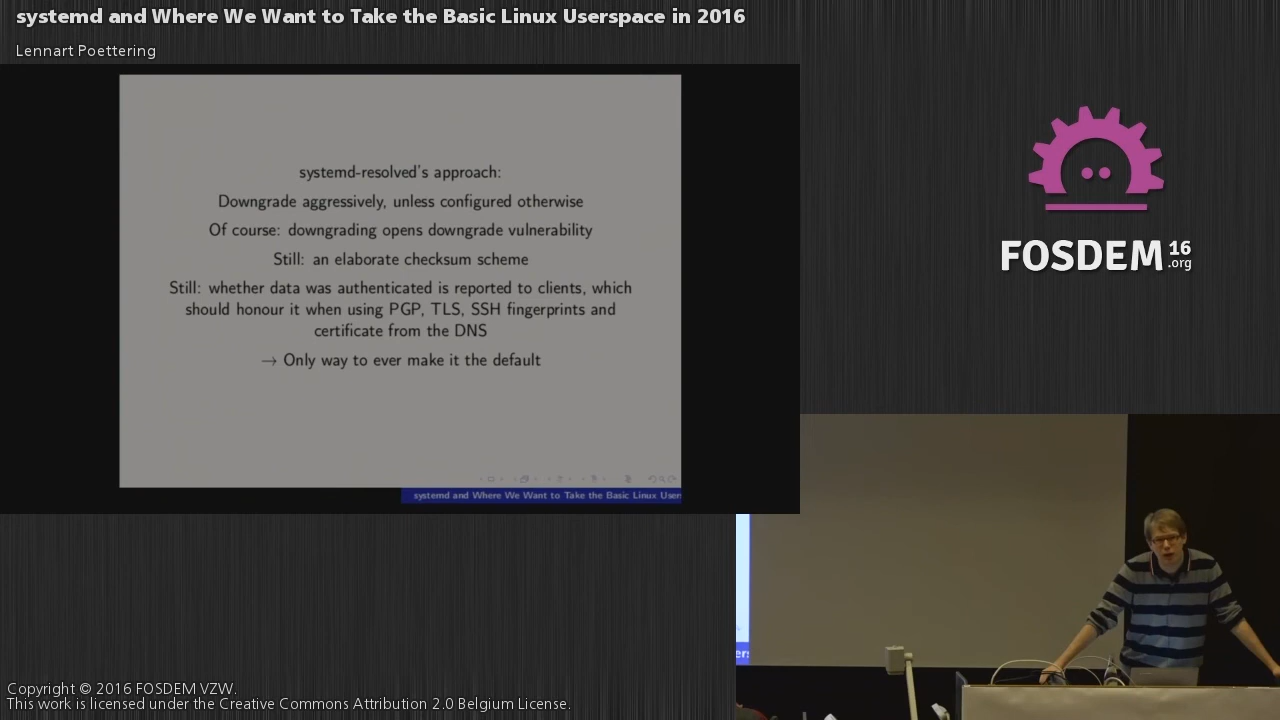 systemd and Where We Want to Take the Basic Linux Userspace in 2016
Lennart Poettering
systemd-resolved's approach:
Downgrade aggressively, unless configured otherwise
Of course: downgrading opens downgrade vulnerability
Still: an elaborate checksum scheme
Still: whether data was authenticated is reported to clients, which
should honour it when using PGP, TLS, SSH fingerprints and
certificate from the DNS
→ Only way to ever make it the default
systemd and Where We Want to Take the Basic Linux User
FOSDEM 16
.org
ers
Copyright © 2016 FOSDEM VZW.
This work is licensed under the Creative Commons Attribution 2.0 Belgium License.